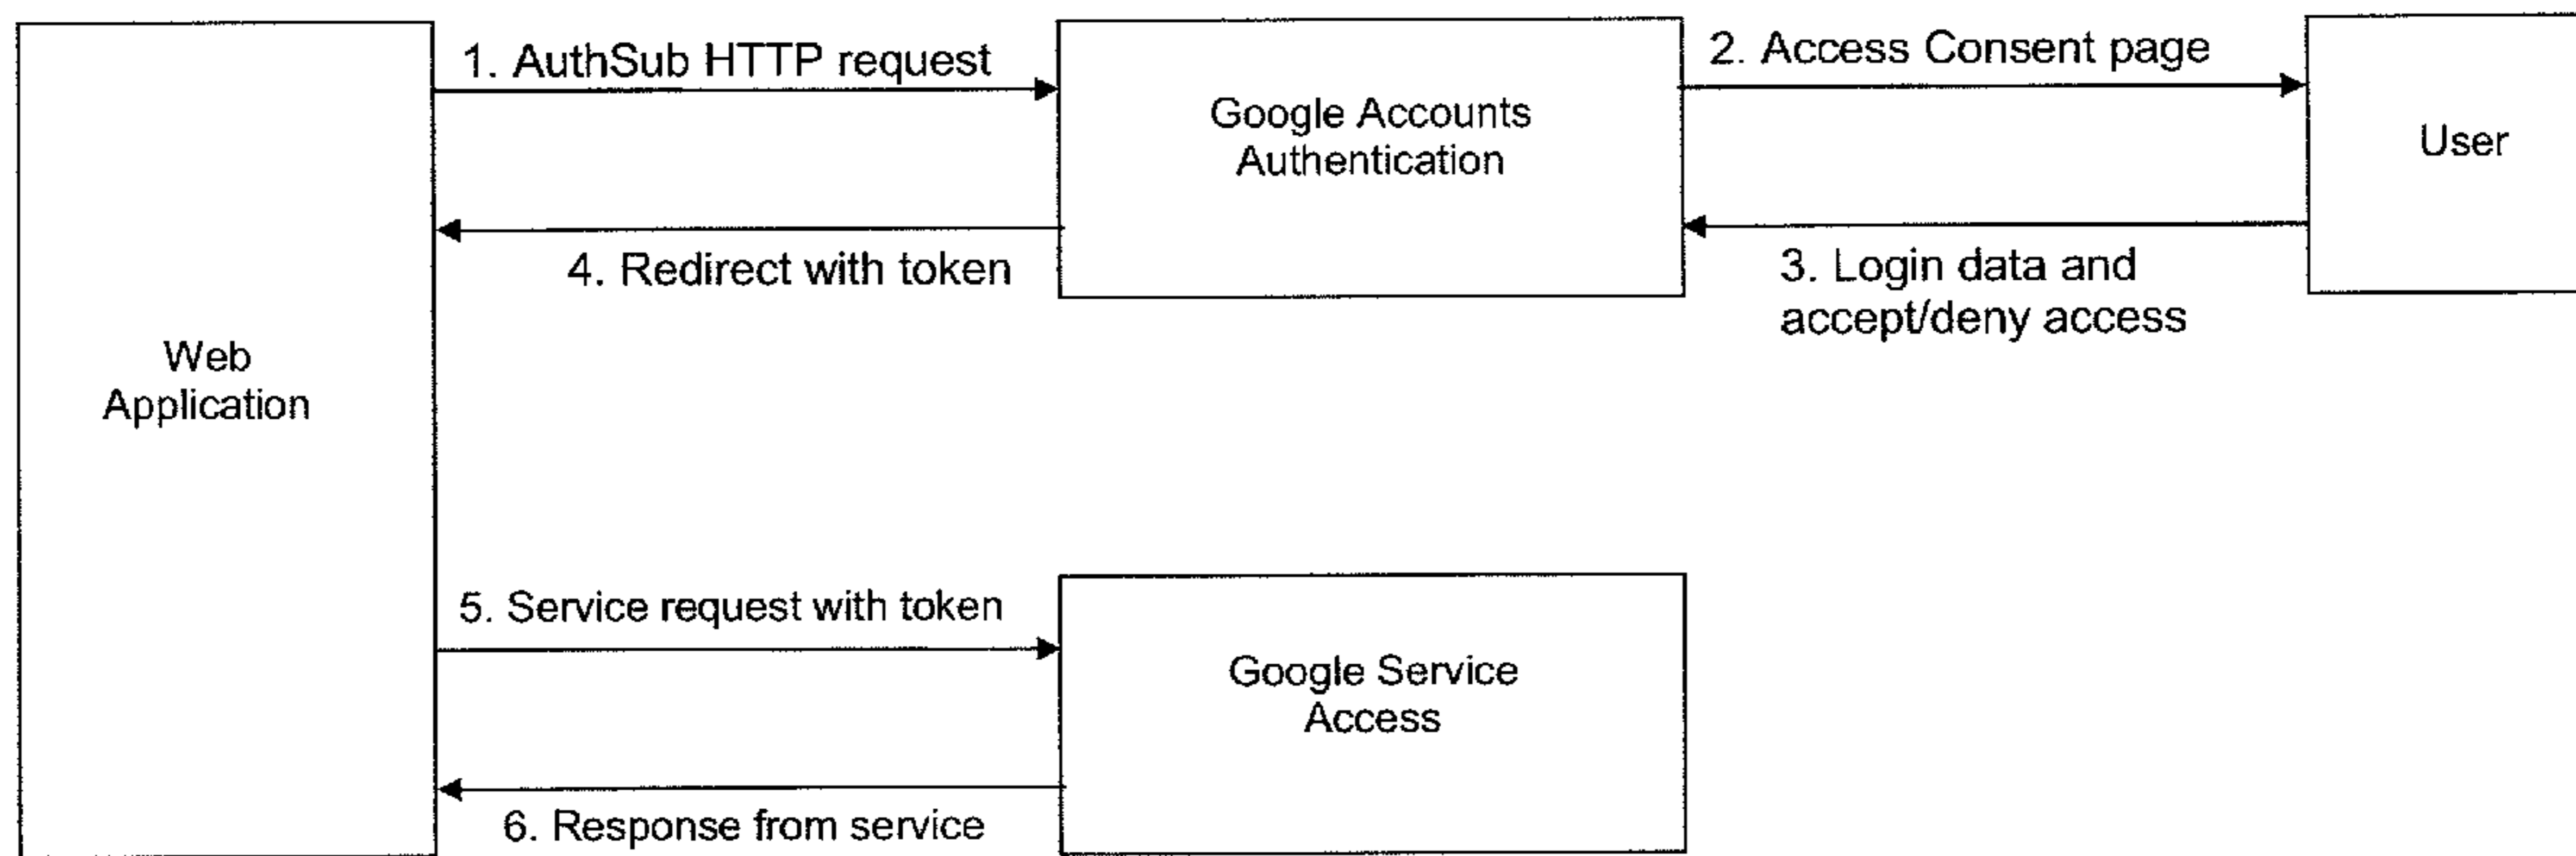 1. AuthSub HTTP request
2. Access Consent page
Google Accounts
Authentication
User
4. Redirect with token
3. Login data and
accept/deny access
Web
Application
5. Service request with token
Google Service
Access
6. Response from service